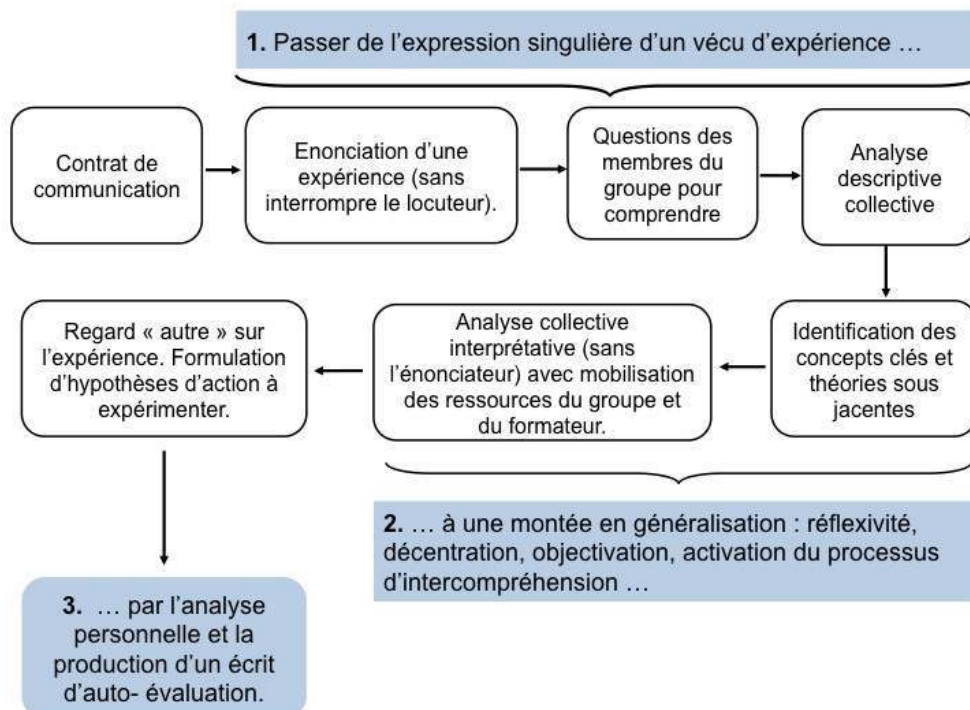 1. Passer de l'expression singulière d'un vécu d'expérience …
Contrat de
communication
Enonciation d'une
expérience (sans
interrompre le locuteur).
Questions des
membres du
groupe pour
comprendre
Analyse
descriptive
collective
Identification des
concepts clés et
théories sous
jacentes
Analyse collective
interprétative (sans
l'énonciateur) avec mobilisation
des ressources du groupe et
du formateur.
Regard « autre » sur
l'expérience. Formulation
d'hypothèses d'action à
expérimenter.
2. … à une montée en généralisation : réflexivité,
décentration, objectivation, activation du processus
d'intercompréhension …
3. … par l'analyse
personnelle et la
production d'un écrit
d'auto- évaluation.